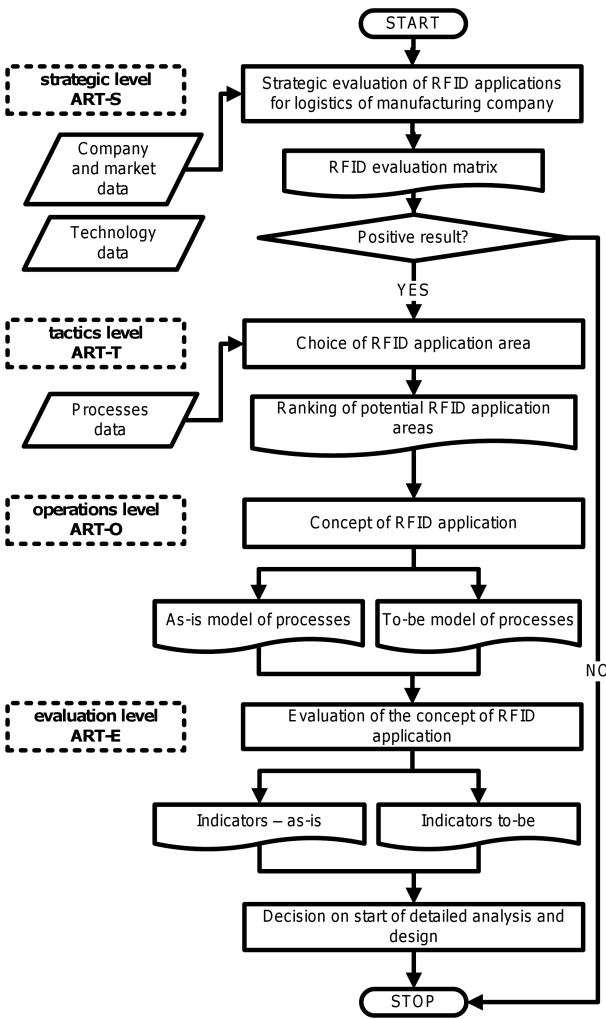 START
strategic level
ART-S
Strategic evaluation of RFID applications
for logistics of manufacturing company
Company
and market
data
RFID evaluation matrix
Technology
data
Positive result?
YES
tactics level
ART-T
Choice of RFID application area
Processes
data
Ranking of potential RFID application
areas
operations level
ART-O
Concept of RFID application
As-is model of processes
To-be model of processes
NO
evaluation level
ART-E
Evaluation of the concept of RFID
application
Indicators – as-is
Indicators to-be
Decision on start of detailed analysis and
design
STOP